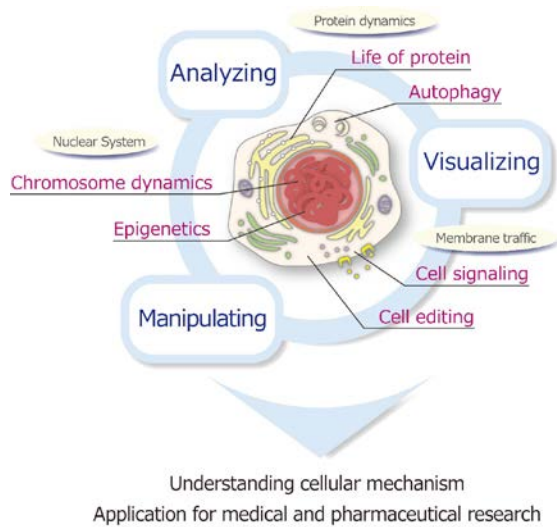 Protein dynamics
Life of protein
Analyzing
Autophagy
Nuclear System
Visualizing
Chromosome dynamics
Epigenetics
Membrane traffic
Cell signaling
Manipulating
Cell editing
Understanding cellular mechanism
Application for medical and pharmaceutical research